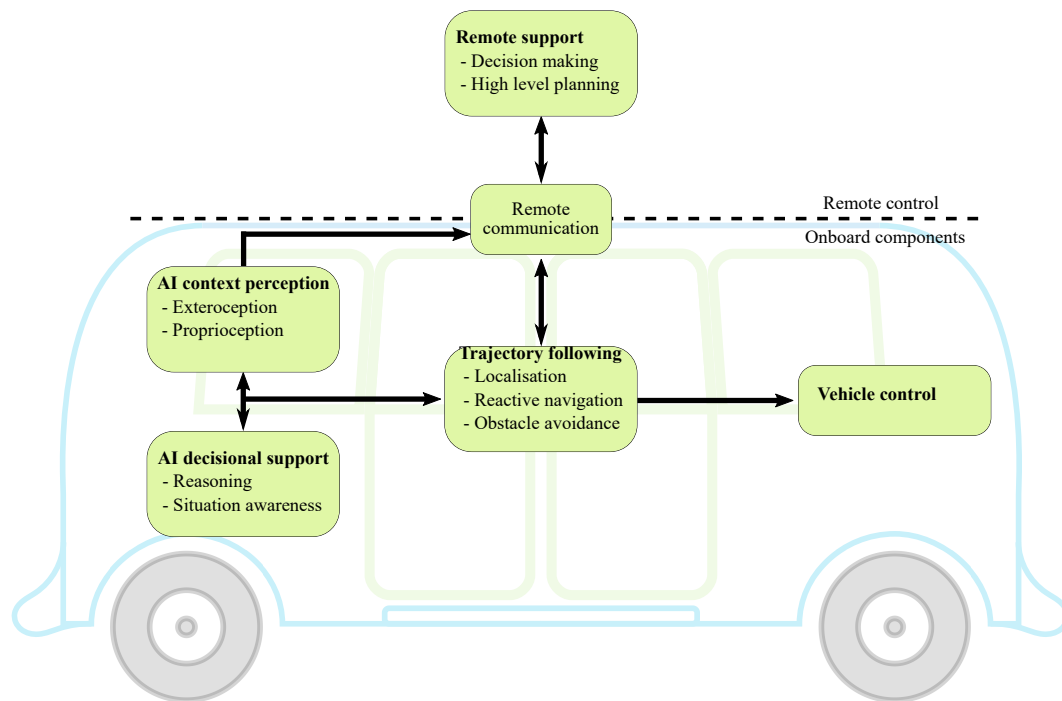 Remote support
- Decision making
- High level planning
Remote
communication
Remote control
Onboard components
AI context perception
- Exteroception
- Proprioception
Trajectory following
- Localisation
- Reactive navigation
- Obstacle avoidance
Vehicle control
AI decisional support
- Reasoning
- Situation awareness